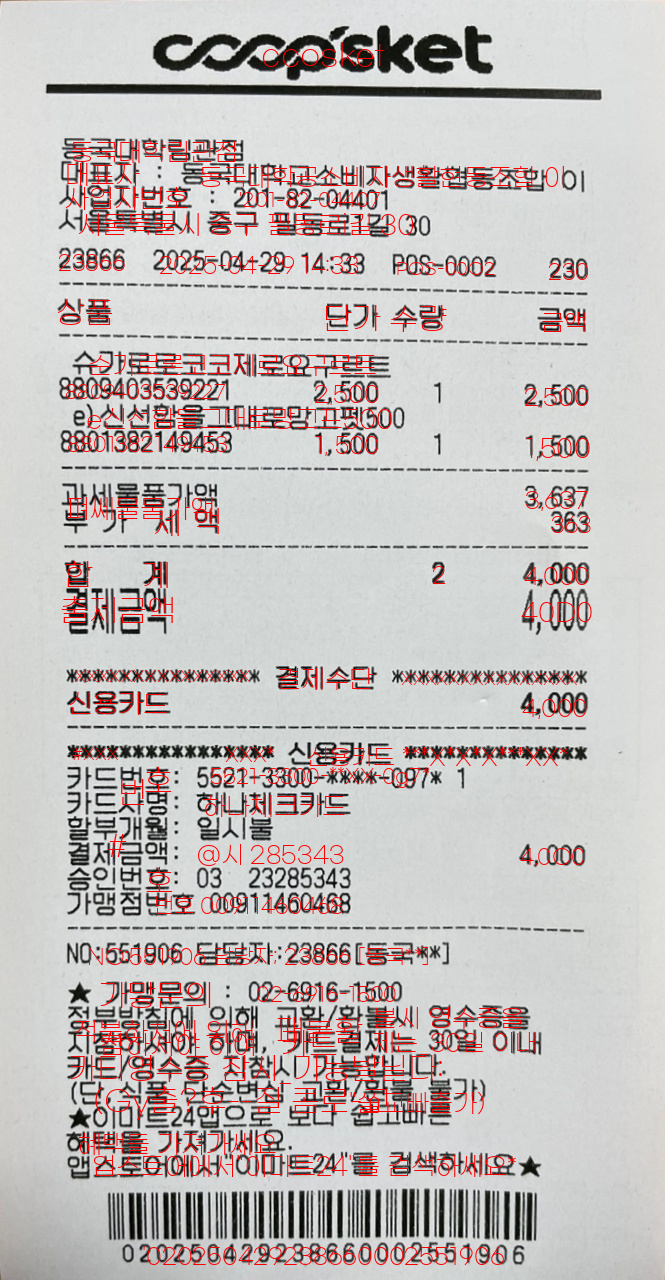 coop'sket
동국대학림관점
대표자 : 동국대학교소비자생활협동조합 이
사업자번호 : 201-82-04401
서울특별시 중구 필동로1길 30
23866 2025-04-29 14:33 POS-0002 230
상품 단가 수량 금액
슈가로로코코제로요구르트
8809403539221 2,500 1 2,500
e)신선함을그대로망고펫500
8801382149453 1,500 1 1,500
과세물품가액 3,637
부 가 세 액 363
합 계 2 4,000
결제금액 4,000
*************** 결제수단 ***************
신용카드 4,000
**************** 신용카드 **************
카드번호: 5521-3300-****-097* 1
카드사명: 하나체크카드
할부개월: 일시불
결제금액: 4,000
승인번호: 03 23285343
가맹점번호 00911460468
NO:551906 담당자:23866[동국**]
★ 가맹문의 : 02-6916-1500
정부방침에 의해 교환/환불시 영수증을
지참하셔야 하며, 카드결제는 30일 이내
카드/영수증 지참시 가능합니다.
(단, 식품 단순변심 교환/환불 불가)
★이마트24앱으로 보다 쉽고빠른
혜택을 가져가세요.
앱스토어에서"이마트24"를 검색하세요★
0202504292386600002551906